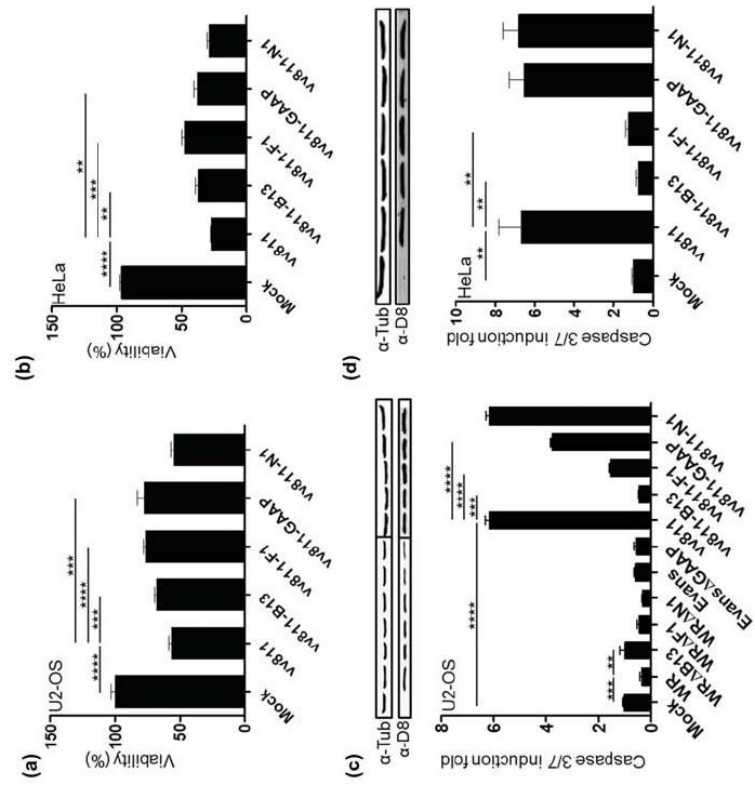 (a)
U2-OS
150
100
50
0
Viability (%)
****
***
****
***
Mock
vv811
vv811-B13
vv811-F1
vv811-GAAP
vv811-N1
(b)
HeLa
150
100
50
0
Viability (%)
****
**
***
**
Mock
vv811
vv811-B13
vv811-F1
vv811-GAAP
vv811-N1
(c)
α-Tub
α-D8
U2-OS
8
6
4
2
0
Caspase 3/7 induction fold
***
**
****
***
****
****
Mock
WR
WRΔB13
WRΔF1
WRΔN1
Evans
EvansΔGAAP
vv811
vv811-B13
vv811-F1
vv811-GAAP
vv811-N1
(d)
α-Tub
α-D8
HeLa
10
8
6
4
2
0
Caspase 3/7 induction fold
**
**
**
Mock
vv811
vv811-B13
vv811-F1
vv811-GAAP
vv811-N1